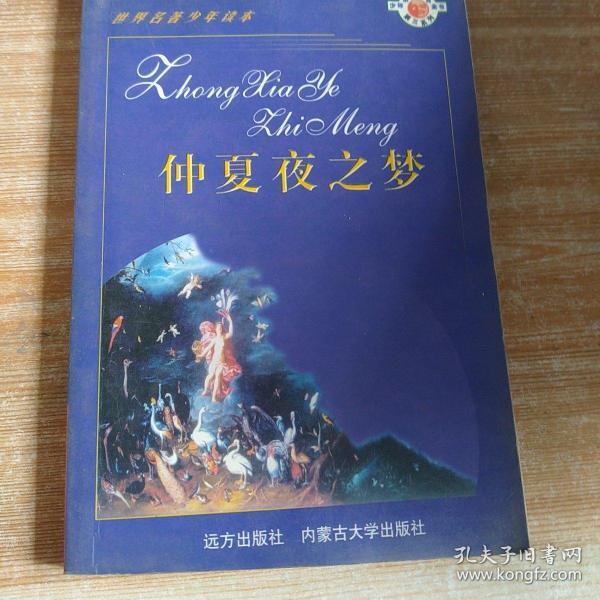 世界名著少年读本
Zhong Xia Ye
Zhi Meng
仲夏夜之梦
远方出版社 内蒙古大学出版社
孔夫子旧书网
www.kongfz.com